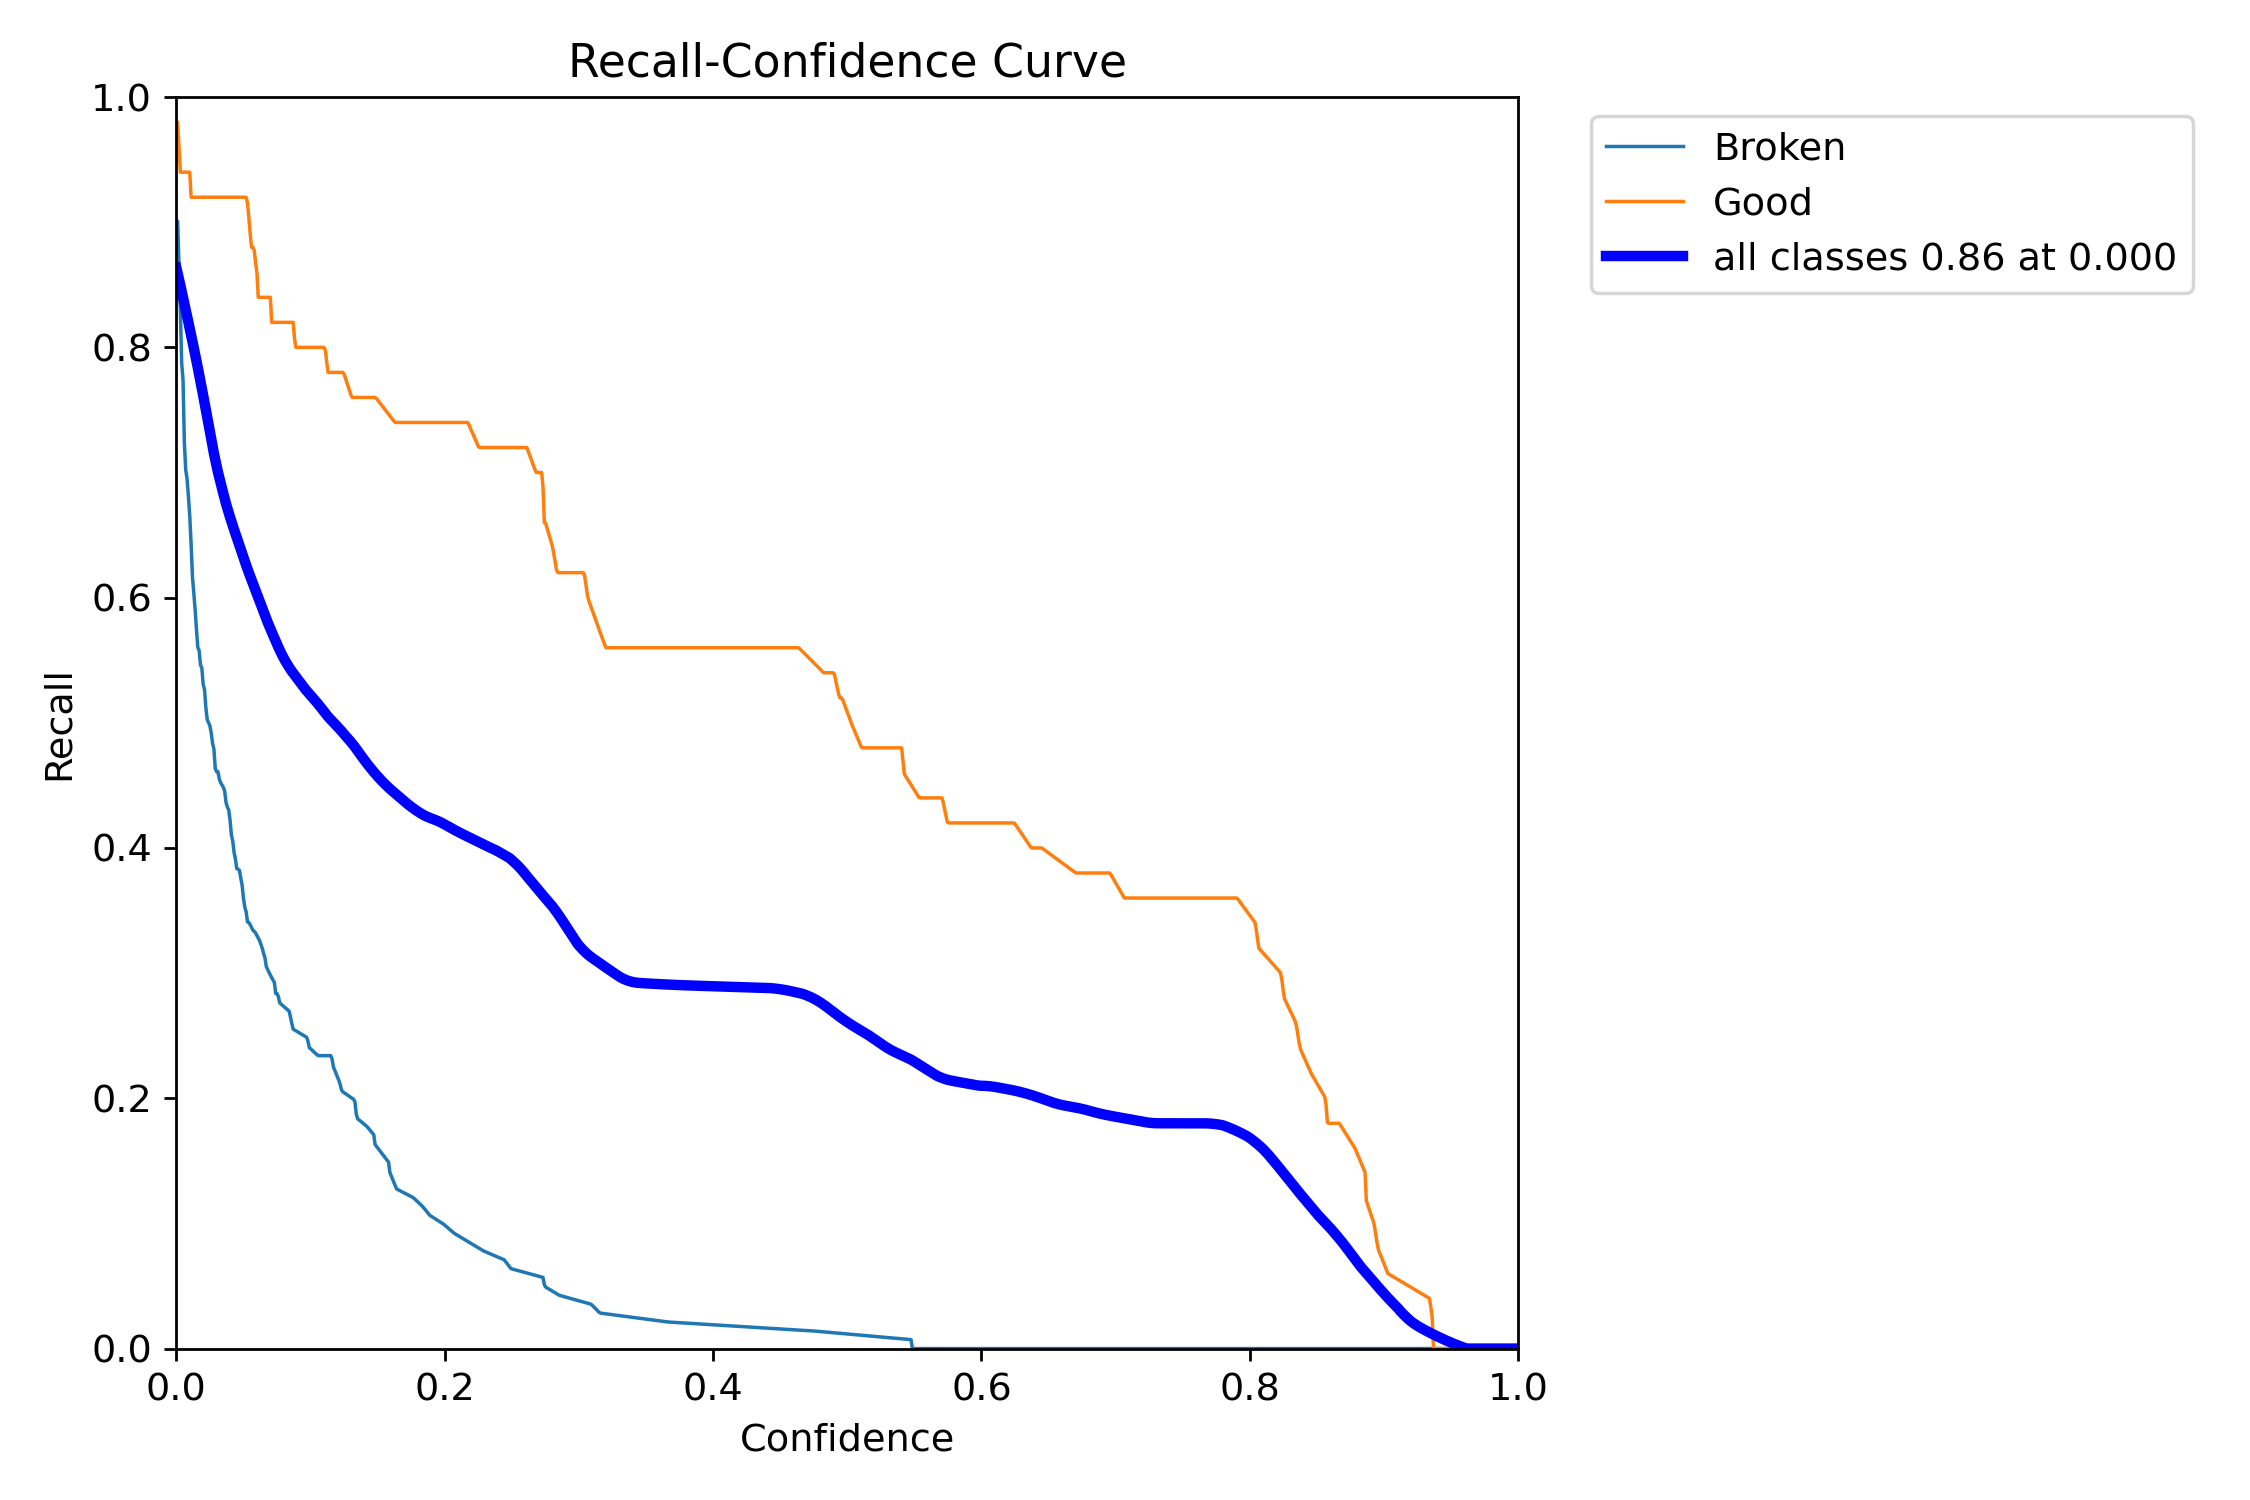 Recall-Confidence Curve
1.0
0.8
0.6
0.4
0.2
0.0
Recall
0.0 0.2 0.4 0.6 0.8 1.0
Confidence
Broken
Good
all classes 0.86 at 0.000